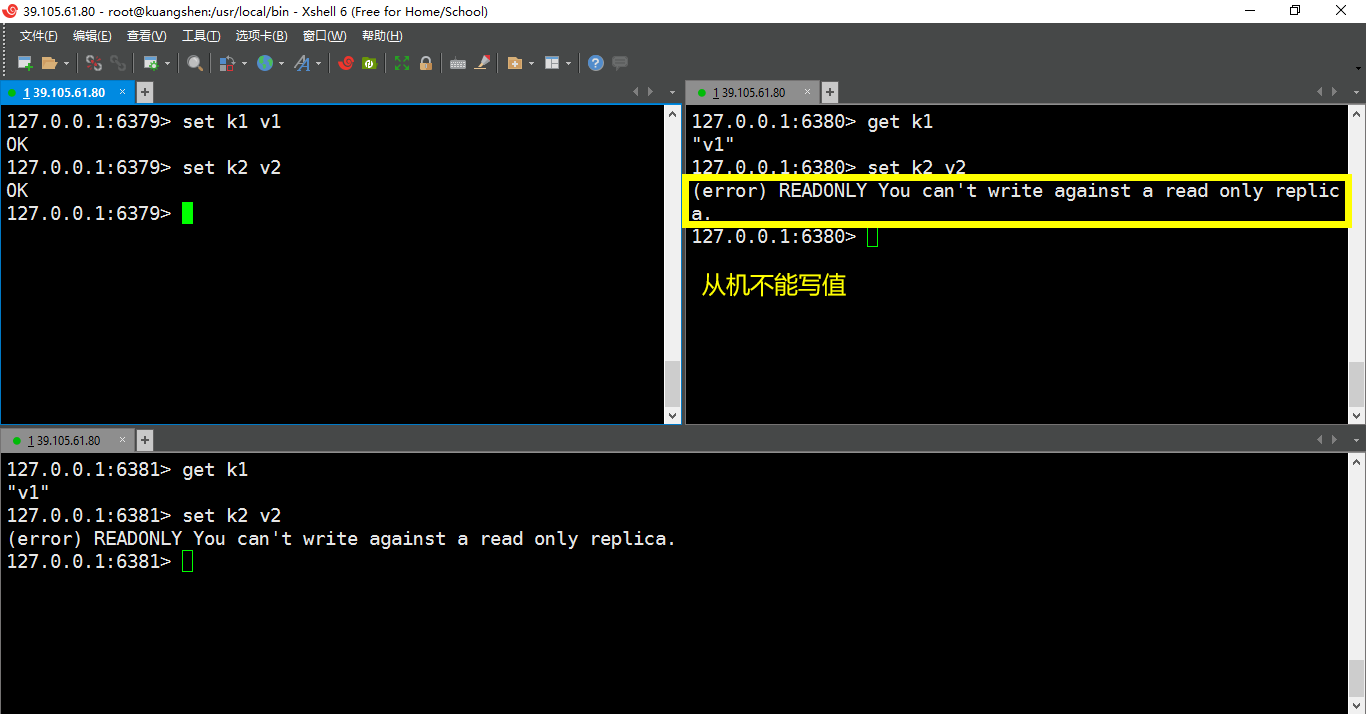 39.105.61.80 - root@kuangshen:/usr/local/bin - Xshell 6 (Free for Home/School)
文件(F) 编辑(E) 查看(V) 工具(T) 选项卡(B) 窗口(W) 帮助(H)
1 39.105.61.80
127.0.0.1:6379> set k1 v1
OK
127.0.0.1:6379> set k2 v2
OK
127.0.0.1:6379>
1 39.105.61.80
127.0.0.1:6380> get k1
"v1"
127.0.0.1:6380> set k2 v2
(error) READONLY You can't write against a read only replic
a.
127.0.0.1:6380>
从机不能写值
1 39.105.61.80
127.0.0.1:6381> get k1
"v1"
127.0.0.1:6381> set k2 v2
(error) READONLY You can't write against a read only replica.
127.0.0.1:6381>